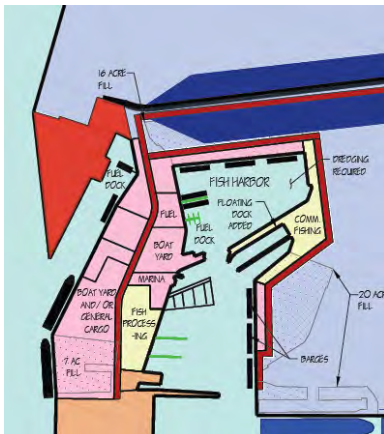 16 ACRE
FILL
FUEL
DOCK
FISH HARBOR
DREDGING
REQUIRED
FLOATING
DOCK
ADDED
FUEL
FUEL
DOCK
COMM.
FISHING
BOAT
YARD
MARINA
BOAT YARD
AND/ OR
GENERAL
CARGO
FISH
PROCESS
-ING
20 ACRE
FILL
7 AC
FILL
BARGES